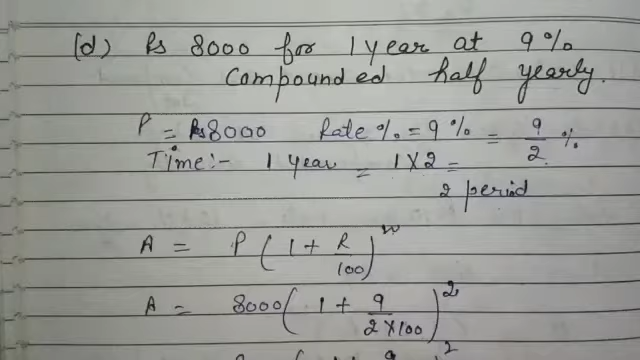 (d) Rs 8000 for 1 year at 9%
Compounded half yearly.
P = Rs8000 Rate % = 9% = 9/2 %
Time:- 1 year = 1×2 =
2 period
A = P(1 + R/100)^n
A = 8000(1 + 9/2×100)^2